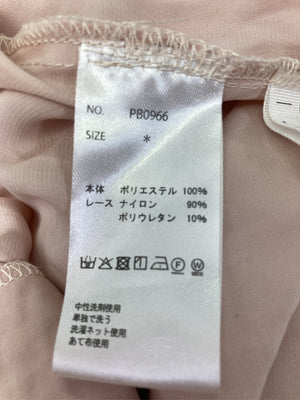 NO. PB0966
SIZE *
本体 ポリエステル 100%
レース ナイロン 90%
ポリウレタン 10%
中性洗剤使用
単独で洗う
洗濯ネット使用
あて布使用